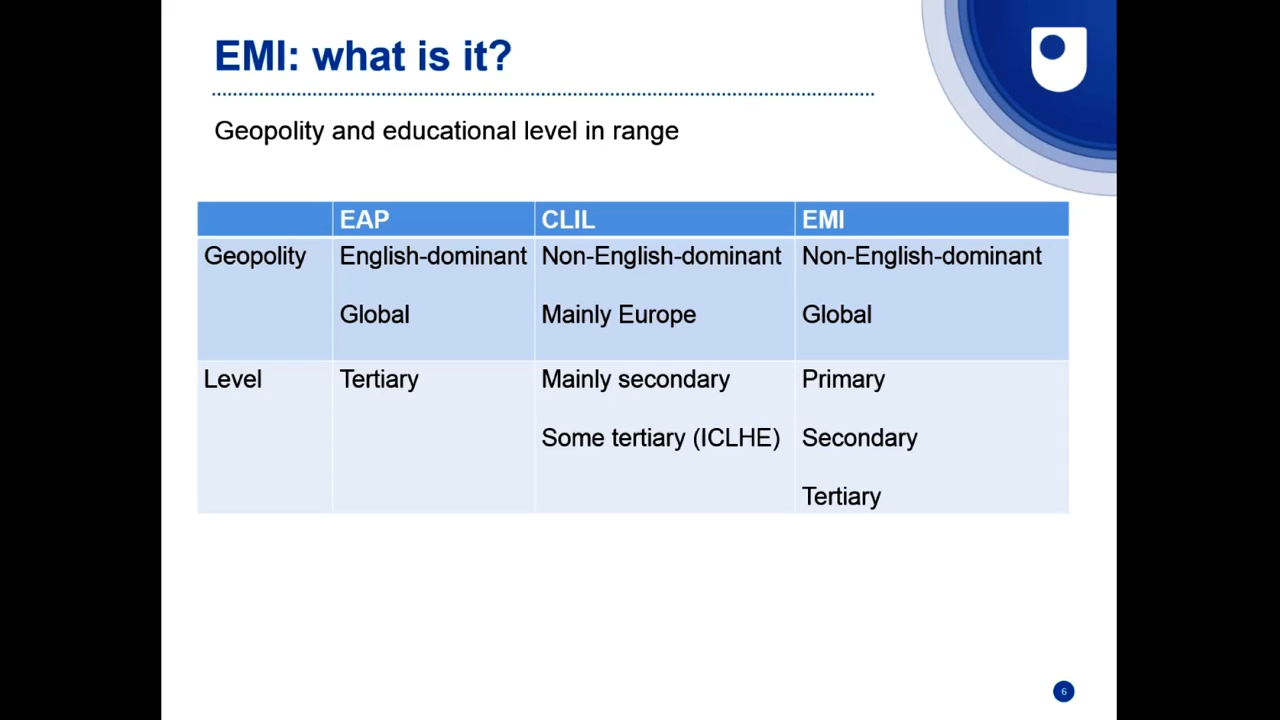 EMI: what is it?
Geopolity and educational level in range
EAP CLIL EMI
Geopolity English-dominant Non-English-dominant Non-English-dominant
Global Mainly Europe Global
Level Tertiary Mainly secondary Primary
Some tertiary (ICLHE) Secondary
Tertiary
6